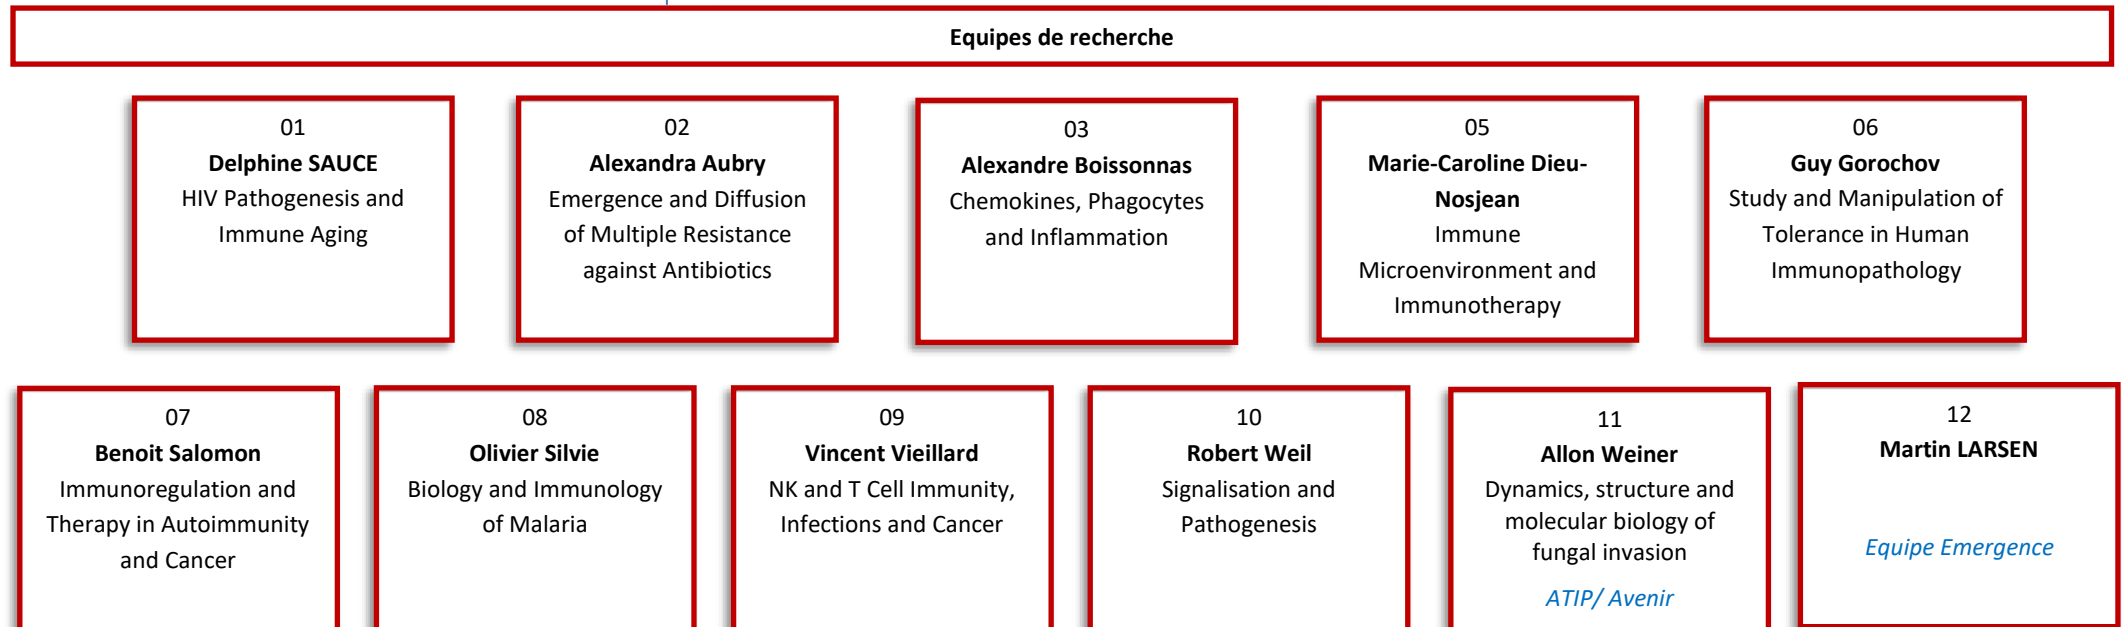 Equipes de recherche
01
Delphine SAUCE
HIV Pathogenesis and
Immune Aging
02
Alexandra Aubry
Emergence and Diffusion
of Multiple Resistance
against Antibiotics
03
Alexandre Boissonnas
Chemokines, Phagocytes
and Inflammation
05
Marie-Caroline Dieu-
Nosjean
Immune
Microenvironment and
Immunotherapy
06
Guy Gorochov
Study and Manipulation of
Tolerance in Human
Immunopathology
07
Benoit Salomon
Immunoregulation and
Therapy in Autoimmunity
and Cancer
08
Olivier Silvie
Biology and Immunology
of Malaria
09
Vincent Vieillard
NK and T Cell Immunity,
Infections and Cancer
10
Robert Weil
Signalisation and
Pathogenesis
11
Allon Weiner
Dynamics, structure and
molecular biology of
fungal invasion
ATIP/ Avenir
12
Martin LARSEN
Equipe Emergence